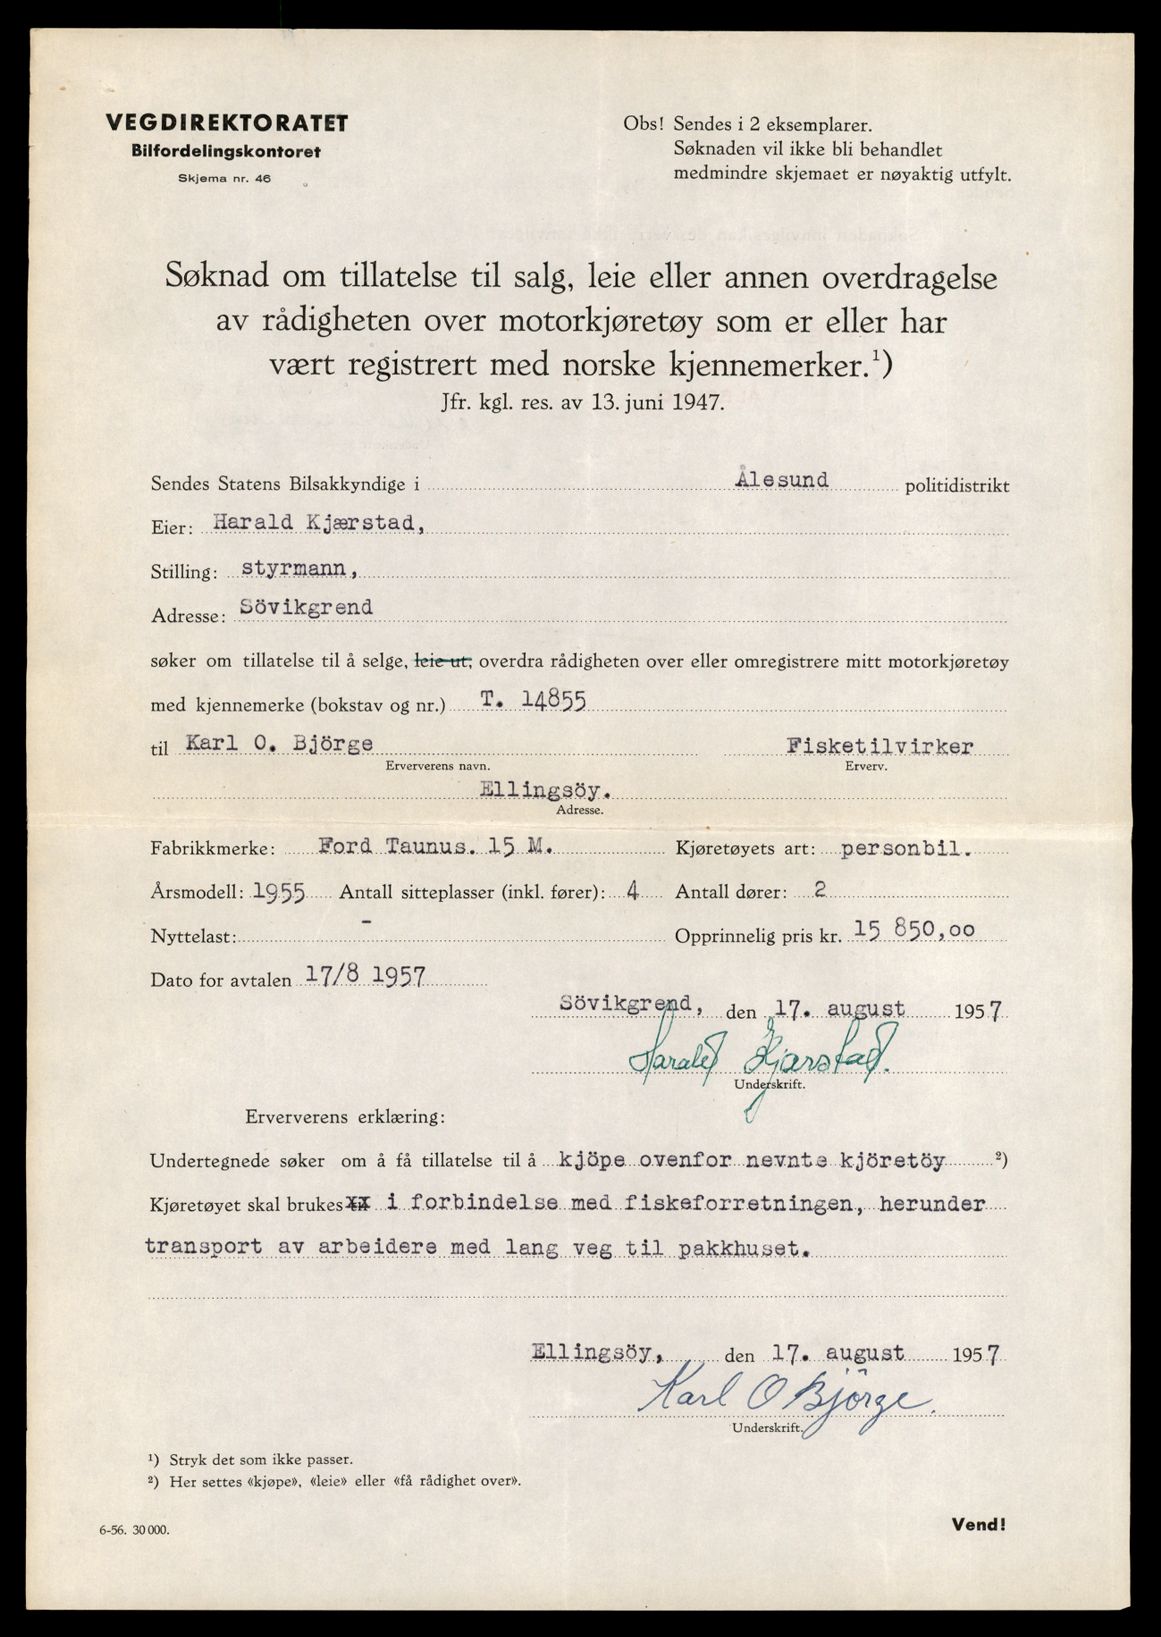 VEGDIREKTORATET
Bilfordelingskontoret
Skjema nr. 46
Obs! Sendes i 2 eksemplarer.
Søknaden vil ikke bli behandlet
medmindre skjemaet er nøyaktig utfylt.
Søknad om tillatelse til salg, leie eller annen overdragelse
av rådigheten over motorkjøretøy som er eller har
vært registrert med norske kjennemerker.¹)
Jfr. kgl. res. av 13. juni 1947.
Sendes Statens Bilsakkyndige i Ålesund politidistrikt
Eier: Harald Kjærstad,
Stilling: styrmann,
Adresse: Sövikgrend
søker om tillatelse til å selge, leie ut, overdra rådigheten over eller omregistrere mitt motorkjøretøy
med kjennemerke (bokstav og nr.) T. 14855
til Karl O. Björge Fisketilvirker
Erververens navn. Erverv.
Ellingsöy.
Adresse.
Fabrikkmerke: Ford Taunus. 15 M. Kjøretøyets art: personbil.
Årsmodell: 1955 Antall sitteplasser (inkl. fører): 4 Antall dører: 2
Nyttelast: - Opprinnelig pris kr. 15 850,00
Dato for avtalen 17/8 1957
Sövikgrend, den 17. august 1957
Harald Kjærstad.
Underskrift.
Erververens erklæring:
Undertegnede søker om å få tillatelse til å kjöpe ovenfor nevnte kjöretöy ²)
Kjøretøyet skal brukes xx i forbindelse med fiskeforretningen, herunder
transport av arbeidere med lang veg til pakkhuset.
Ellingsöy, den 17. august 1957
Karl O Björge.
Underskrift.
¹) Stryk det som ikke passer.
²) Her settes «kjøpe», «leie» eller «få rådighet over».
6-56. 30 000.
Vend!